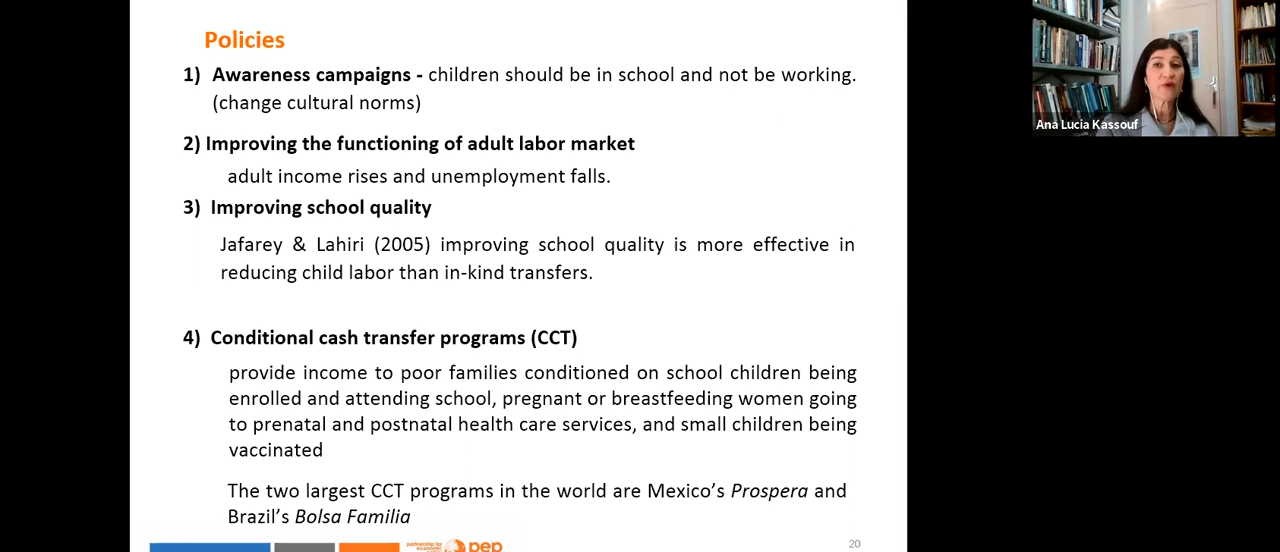 Policies
1) Awareness campaigns - children should be in school and not be working.
(change cultural norms)
2) Improving the functioning of adult labor market
adult income rises and unemployment falls.
3) Improving school quality
Jafarey & Lahiri (2005) improving school quality is more effective in
reducing child labor than in-kind transfers.
4) Conditional cash transfer programs (CCT)
provide income to poor families conditioned on school children being
enrolled and attending school, pregnant or breastfeeding women going
to prenatal and postnatal health care services, and small children being
vaccinated
The two largest CCT programs in the world are Mexico’s Prospera and
Brazil’s Bolsa Familia
partnership for
economic
pep
20
Ana Lucia Kassouf